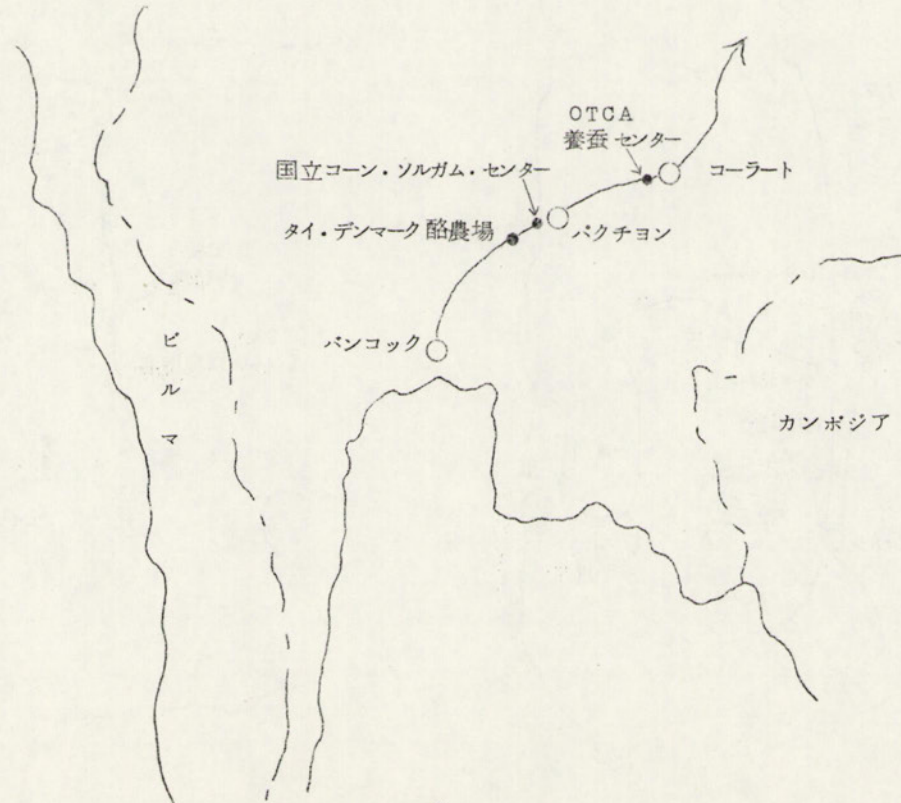 OTCA
養蚕センター
国立コーン・ソルガム・センター
コーラート
タイ・デンマーク酪農場
パクチョン
バンコック
ビルマ
カンボジア